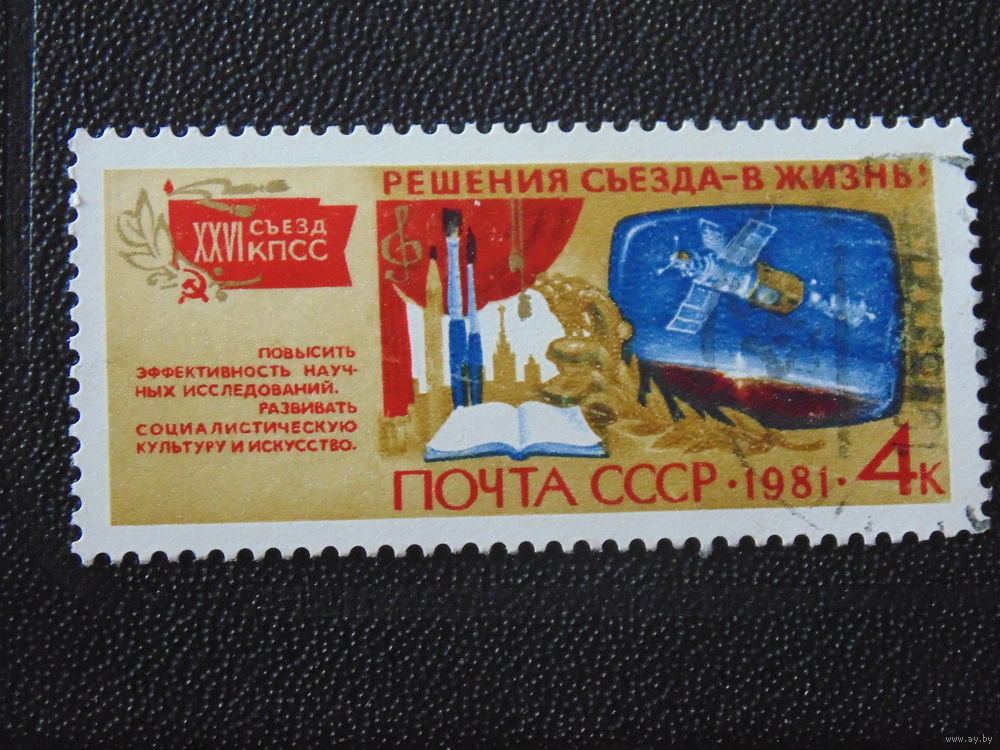 РЕШЕНИЯ СЪЕЗДА-В ЖИЗНЬ!
XXVI СЪЕЗД
КПСС
ПОВЫСИТЬ
ЭФФЕКТИВНОСТЬ НАУЧ-
НЫХ ИССЛЕДОВАНИЙ.
РАЗВИВАТЬ
СОЦИАЛИСТИЧЕСКУЮ
КУЛЬТУРУ И ИСКУССТВО.
ПОЧТА СССР·1981·4К
www.ay.by